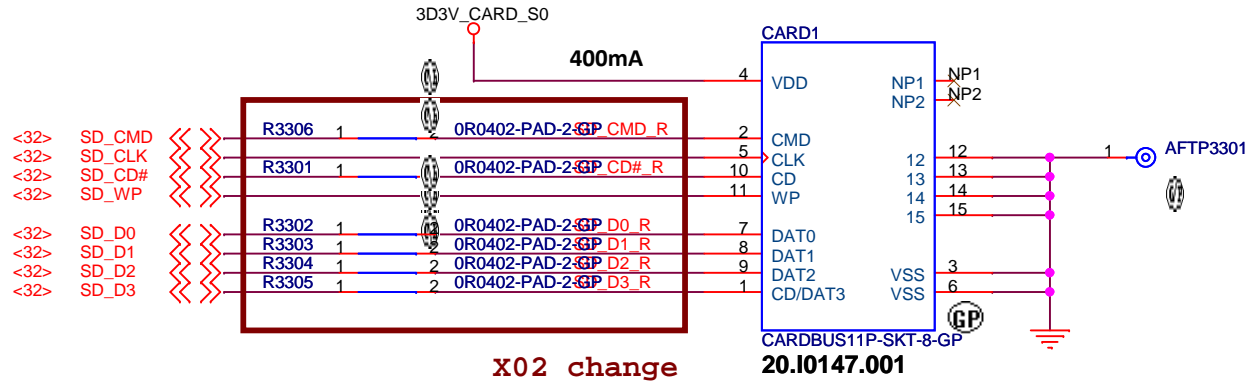 3D3V_CARD_S0
400mA
CARD1
4 VDD NP1 NP1
NP2 NP2
<32> SD_CMD R3306 1 2 0R0402-PAD-2-GP SD_CMD_R 2 CMD
<32> SD_CLK 5 CLK 12 12 1 AFTP3301
<32> SD_CD# R3301 1 2 0R0402-PAD-2-GP SD_CD#_R 10 CD 13 13
<32> SD_WP 11 WP 14 14
15 15
<32> SD_D0 R3302 1 2 0R0402-PAD-2-GP SD_D0_R 7 DAT0
<32> SD_D1 R3303 1 2 0R0402-PAD-2-GP SD_D1_R 8 DAT1
<32> SD_D2 R3304 1 2 0R0402-PAD-2-GP SD_D2_R 9 DAT2 VSS 3
<32> SD_D3 R3305 1 2 0R0402-PAD-2-GP SD_D3_R 1 CD/DAT3 VSS 6
GP
CARDBUS11P-SKT-8-GP
X02 change
20.I0147.001